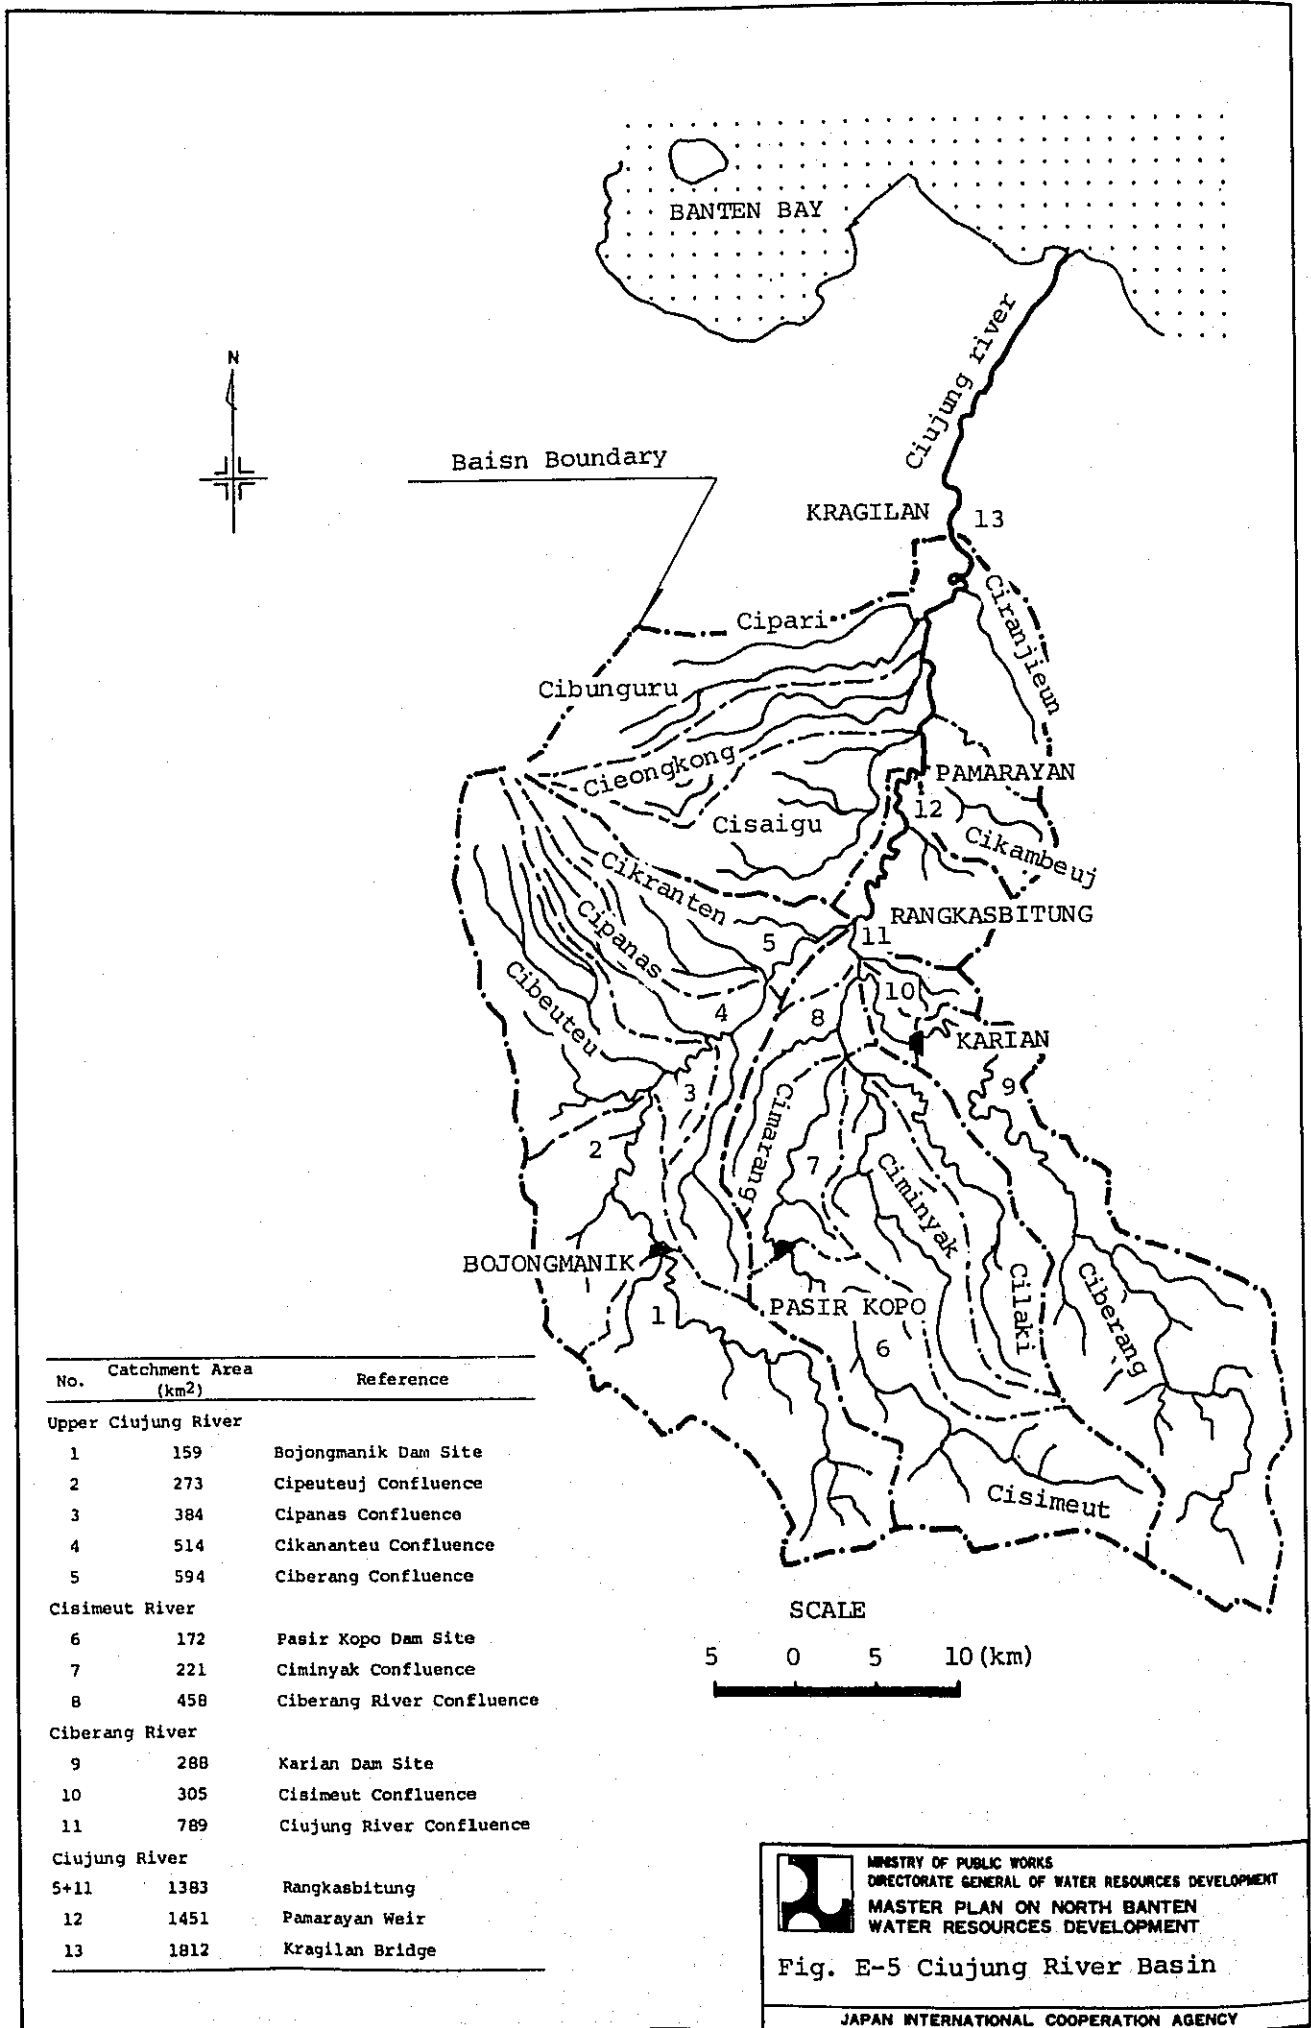 BANTEN BAY
Ciujung river
N
Baisn Boundary
KRAGILAN
13
Ciranjieun
Cipari
Cibunguru
Cieongkong
PAMARAYAN
12
Cisaigu
Cikambeuj
Cikranten
RANGKASBITUNG
Cipanas
5
11
Cibeuteu
10
4
8
KARIAN
3
9
Cimarang
2
7
Ciminyak
BOJONGMANIK
Cilaki
Ciberang
1
PASIR KOPO
6
Cisimeut
No. Catchment Area (km2) Reference
Upper Ciujung River
1 159 Bojongmanik Dam Site
2 273 Cipeuteuj Confluence
3 384 Cipanas Confluence
4 514 Cikananteu Confluence
5 594 Ciberang Confluence
Cisimeut River
6 172 Pasir Kopo Dam Site
7 221 Ciminyak Confluence
8 458 Ciberang River Confluence
Ciberang River
9 288 Karian Dam Site
10 305 Cisimeut Confluence
11 789 Ciujung River Confluence
Ciujung River
5+11 1383 Rangkasbitung
12 1451 Pamarayan Weir
13 1812 Kragilan Bridge
SCALE
5 0 5 10 (km)
MINISTRY OF PUBLIC WORKS
DIRECTORATE GENERAL OF WATER RESOURCES DEVELOPMENT
MASTER PLAN ON NORTH BANTEN
WATER RESOURCES DEVELOPMENT
Fig. E-5 Ciujung River Basin
JAPAN INTERNATIONAL COOPERATION AGENCY